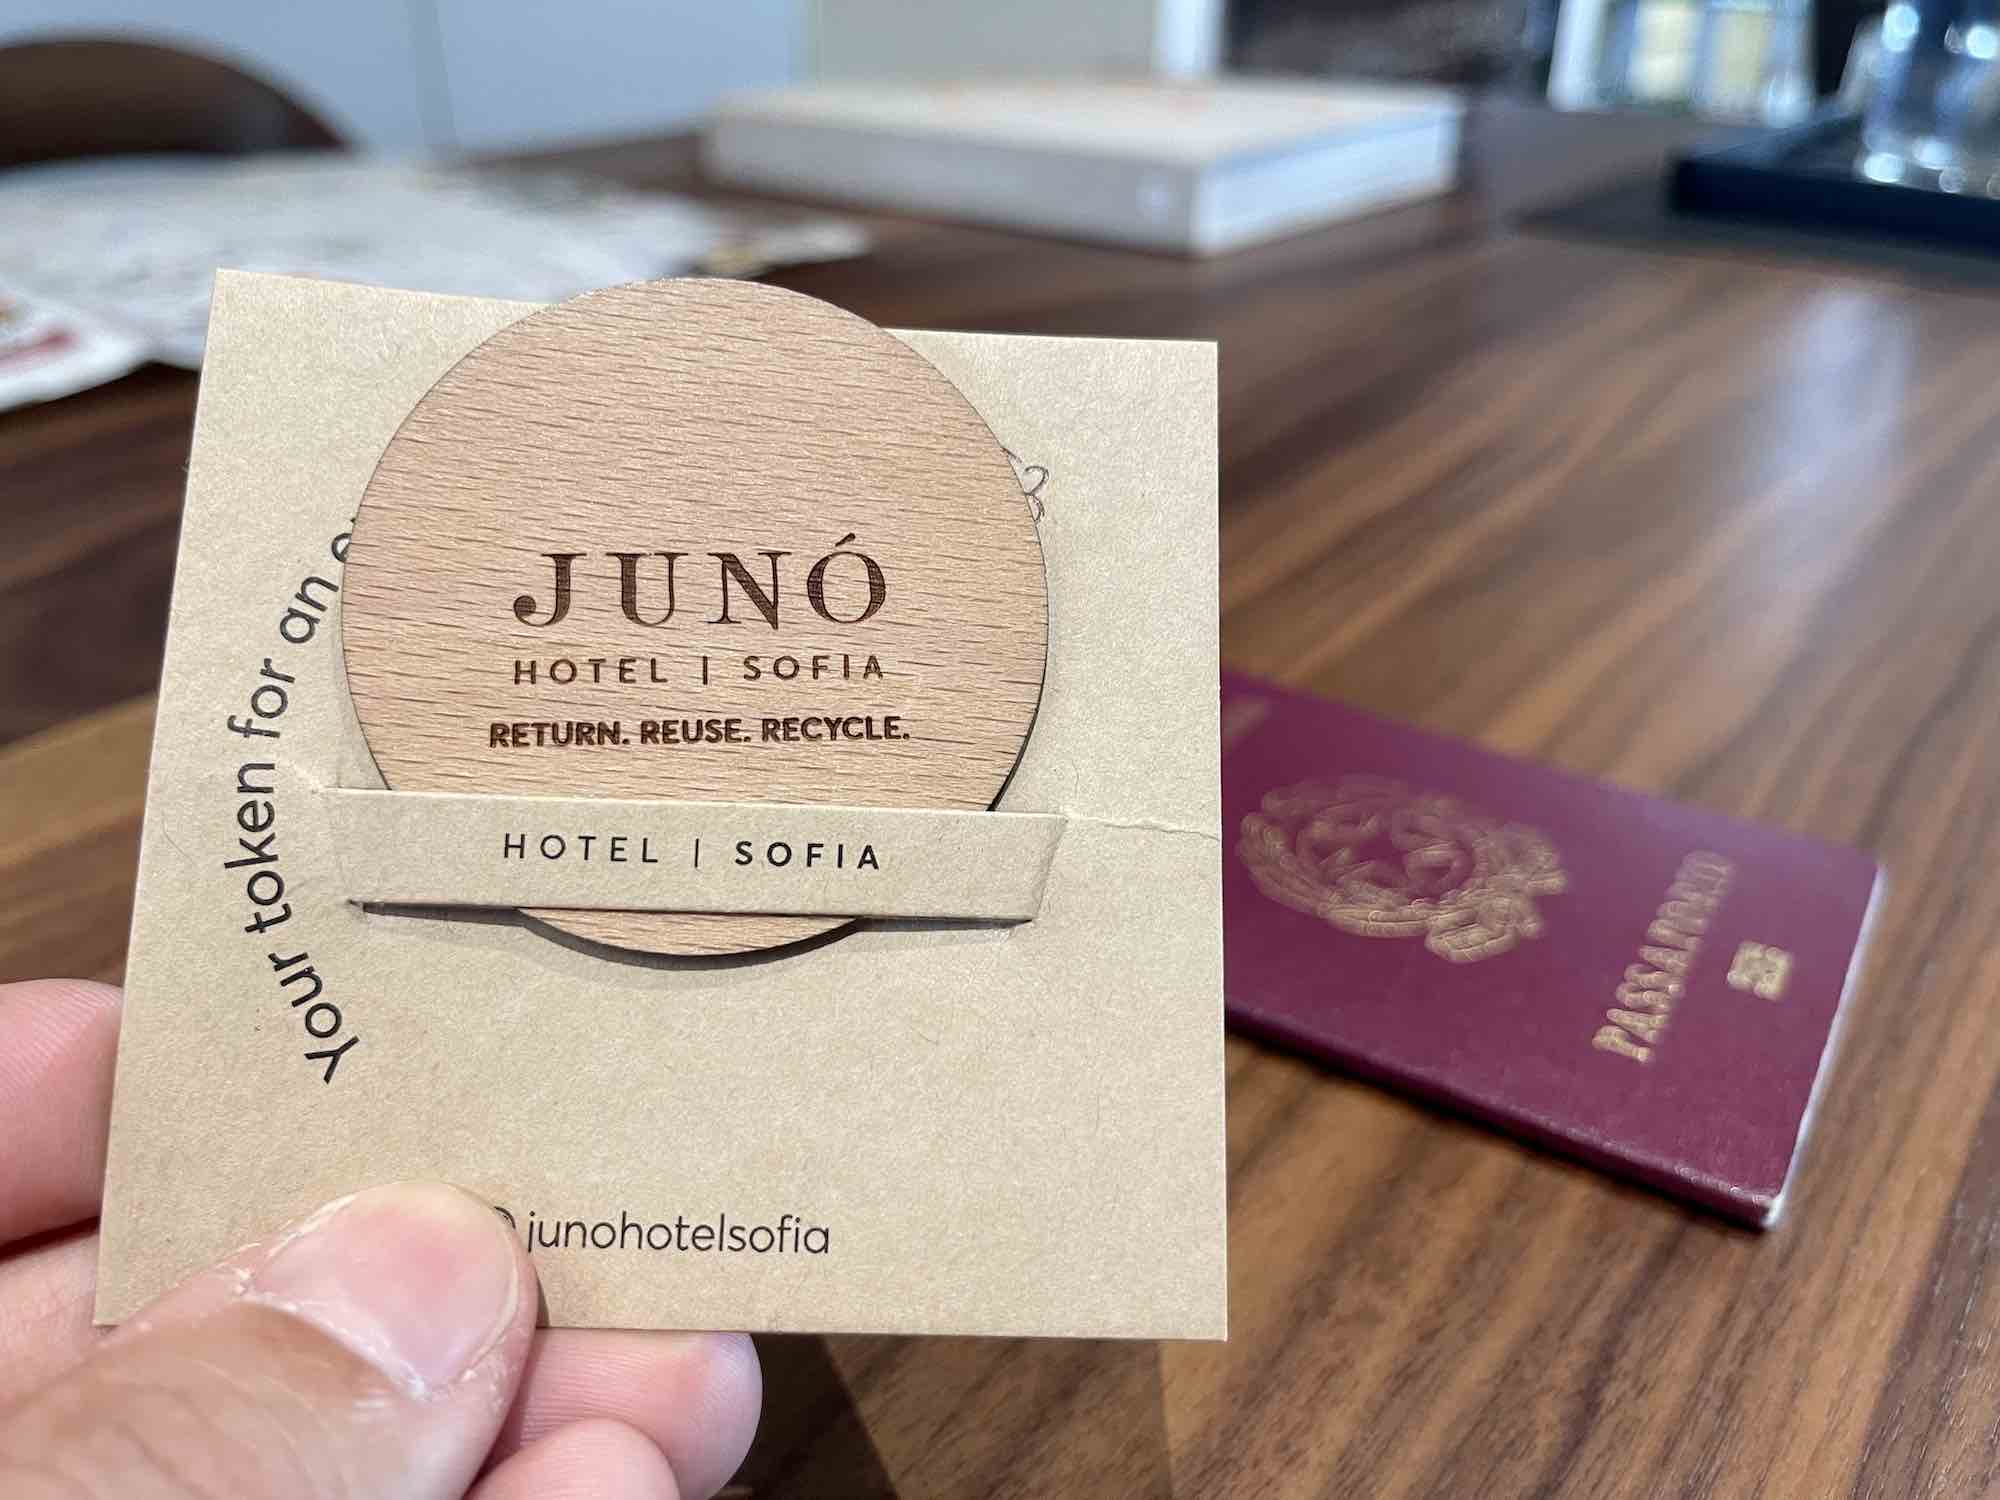 JUNÓ
HOTEL | SOFIA
RETURN. REUSE. RECYCLE.
HOTEL | SOFIA
Your token for an
@junohotelsofia
PASSAPORTO